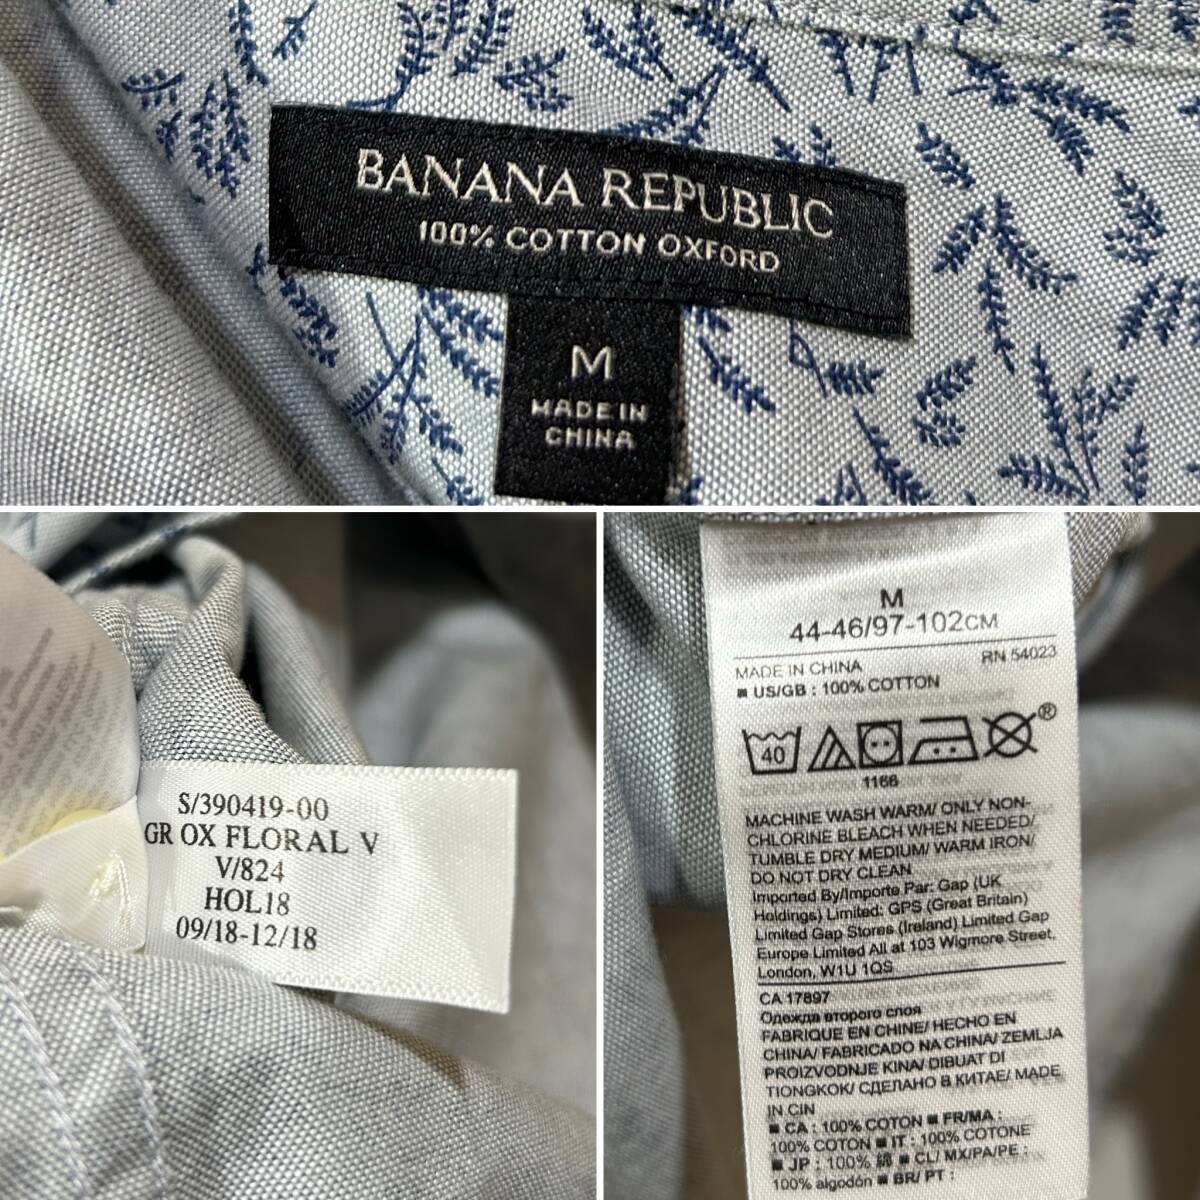 BANANA REPUBLIC
100% COTTON OXFORD
M
MADE IN
CHINA
S/390419-00
GR OX FLORAL V
V/824
HOL18
09/18-12/18
M
44-46/97-102CM
MADE IN CHINA RN 54023
■ US/GB : 100% COTTON
40
®
1166
MACHINE WASH WARM/ ONLY NON-
CHLORINE BLEACH WHEN NEEDED/
TUMBLE DRY MEDIUM/ WARM IRON/
DO NOT DRY CLEAN
Imported By/Importe Par: Gap (UK
Holdings) Limited: GPS (Great Britain)
Limited Gap Stores (Ireland) Limited Gap
Europe Limited All at 103 Wigmore Street,
London, W1U 1QS
CA 17897
Одежда второго слоя
FABRIQUE EN CHINE/ HECHO EN
CHINA/ FABRICADO NA CHINA/ ZEMLJA
PROIZVODNJE KINA/ DIBUAT DI
TIONGKOK/ СДЕЛАНО В КИТАЕ/ MADE
IN CIN
■ CA : 100% COTON ■ FR/MA :
100% COTON ■ IT : 100% COTONE
■ JP : 100% 綿 ■ CL/ MX/PA/PE :
100% algodón ■ BR/ PT :